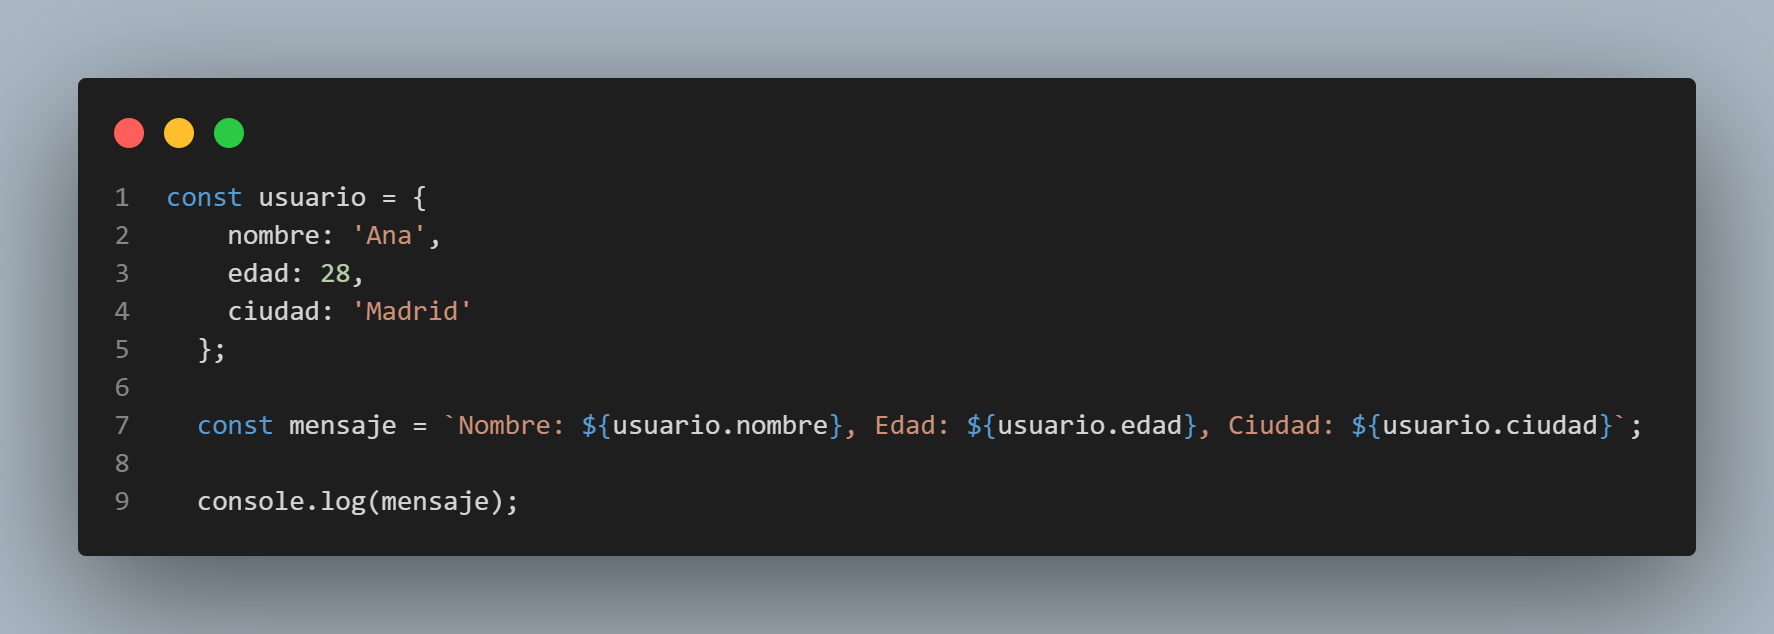 1 const usuario = {
2 nombre: 'Ana',
3 edad: 28,
4 ciudad: 'Madrid'
5 };
6
7 const mensaje = `Nombre: ${usuario.nombre}, Edad: ${usuario.edad}, Ciudad: ${usuario.ciudad}`;
8
9 console.log(mensaje);